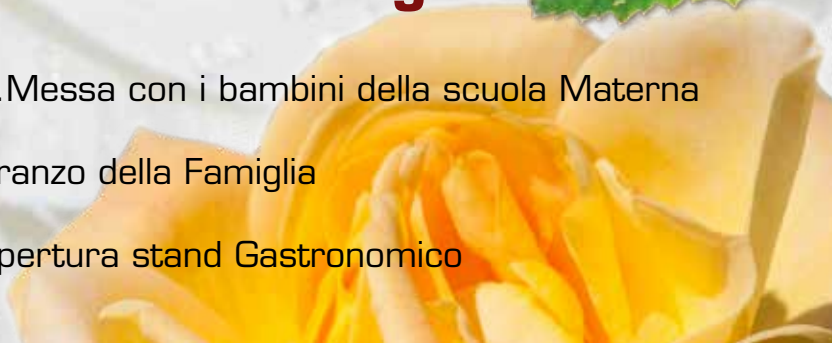 .Messa con i bambini della scuola Materna
ranzo della Famiglia
pertura stand Gastronomico